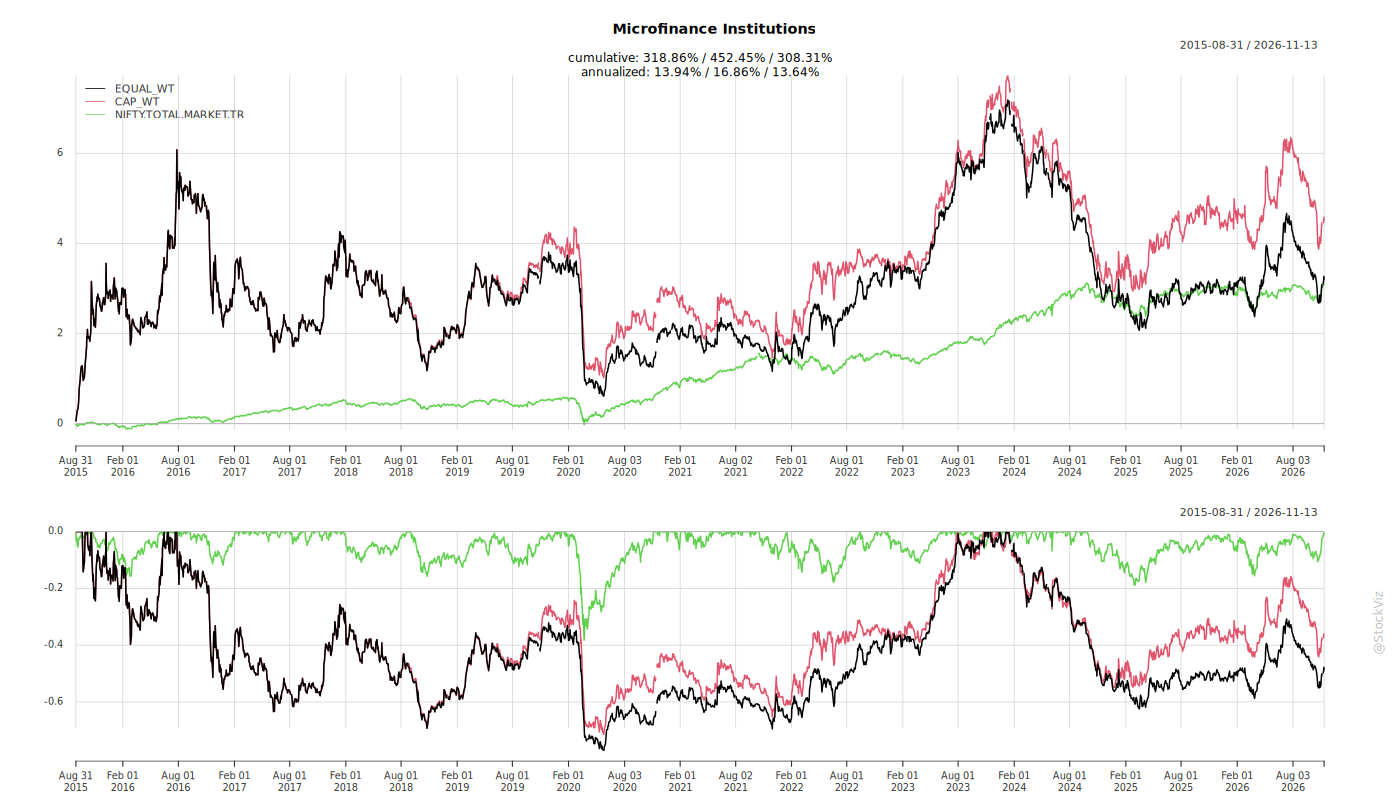 Microfinance Institutions
2015-08-31 / 2026-11-13
cumulative: 318.86% / 452.45% / 308.31%
annualized: 13.94% / 16.86% / 13.64%
EQUAL_WT
CAP_WT
NIFTY.TOTAL.MARKET.TR
6
4
2
0
Aug 31 Feb 01 Aug 01 Feb 01 Aug 01 Feb 01 Aug 01 Feb 01 Aug 01 Feb 01 Aug 03 Feb 01 Aug 02 Feb 01 Aug 01 Feb 01 Aug 01 Feb 01 Aug 01 Feb 01 Aug 01 Feb 01 Aug 03
2015 2016 2016 2017 2017 2018 2018 2019 2019 2020 2020 2021 2021 2022 2022 2023 2023 2024 2024 2025 2025 2026 2026
2015-08-31 / 2026-11-13
0.0
-0.2
-0.4
-0.6
Aug 31 Feb 01 Aug 01 Feb 01 Aug 01 Feb 01 Aug 01 Feb 01 Aug 01 Feb 01 Aug 03 Feb 01 Aug 02 Feb 01 Aug 01 Feb 01 Aug 01 Feb 01 Aug 01 Feb 01 Aug 01 Feb 01 Aug 03
2015 2016 2016 2017 2017 2018 2018 2019 2019 2020 2020 2021 2021 2022 2022 2023 2023 2024 2024 2025 2025 2026 2026
@StockViz